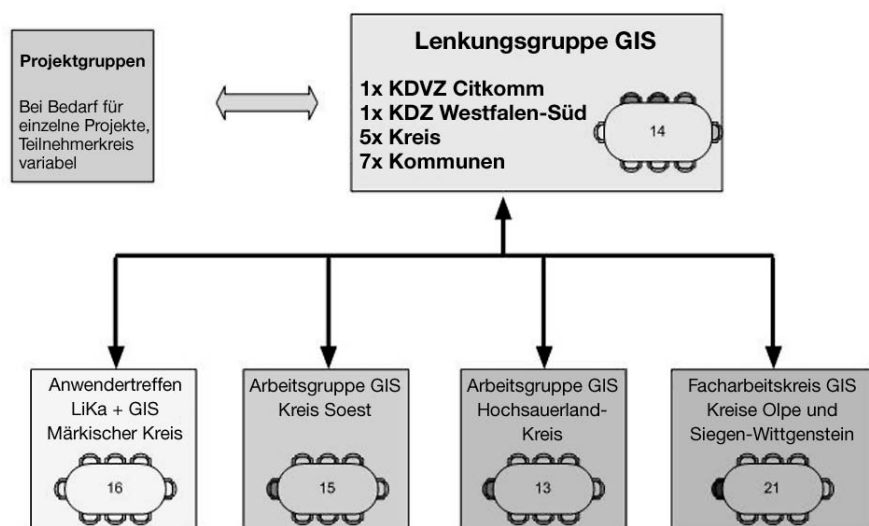 Projektgruppen
Bei Bedarf für
einzelne Projekte,
Teilnehmerkreis
variabel
Lenkungsgruppe GIS
1x KDVZ Citkomm
1x KDZ Westfalen-Süd
5x Kreis
7x Kommunen
14
Anwendertreffen
LiKa + GIS
Märkischer Kreis
16
Arbeitsgruppe GIS
Kreis Soest
15
Arbeitsgruppe GIS
Hochsauerland-
Kreis
13
Facharbeitskreis GIS
Kreise Olpe und
Siegen-Wittgenstein
21